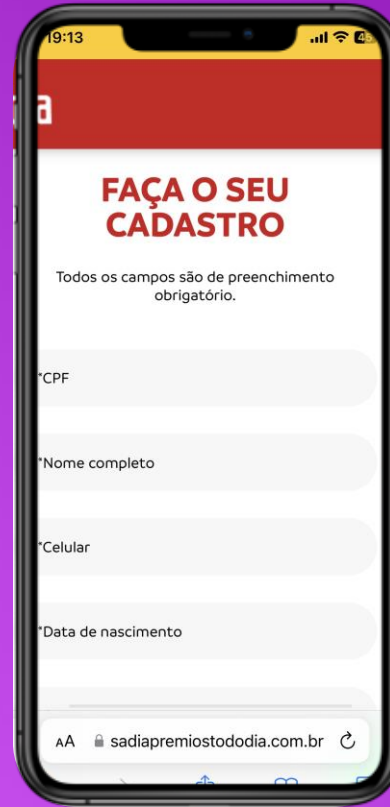 19:13
45
a
FAÇA O SEU
CADASTRO
Todos os campos são de preenchimento
obrigatório.
*CPF
*Nome completo
*Celular
*Data de nascimento
AA sadiapremiostododia.com.br